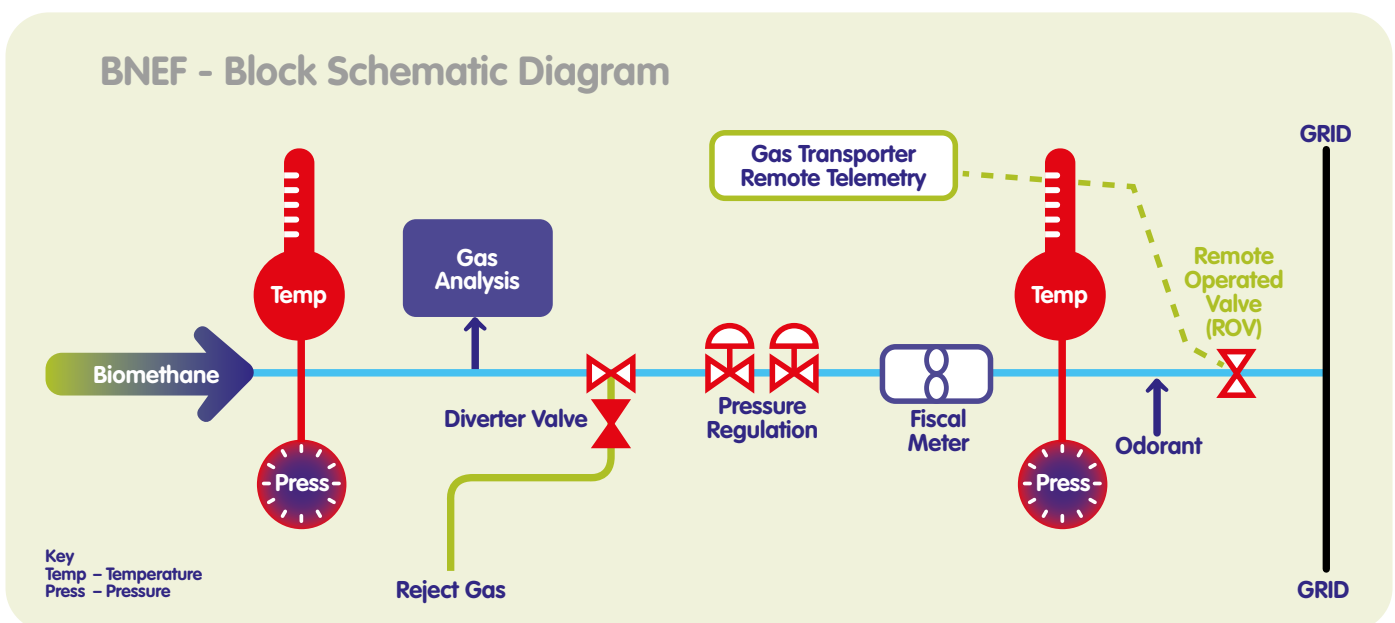 BNEF - Block Schematic Diagram
GRID
Gas Transporter
Remote Telemetry
Gas
Analysis
Remote
Operated
Valve
(ROV)
Temp
Temp
Biomethane
Diverter Valve
Pressure
Regulation
Fiscal
Meter
Odorant
Press
Press
Key
Temp – Temperature
Press – Pressure
Reject Gas
GRID